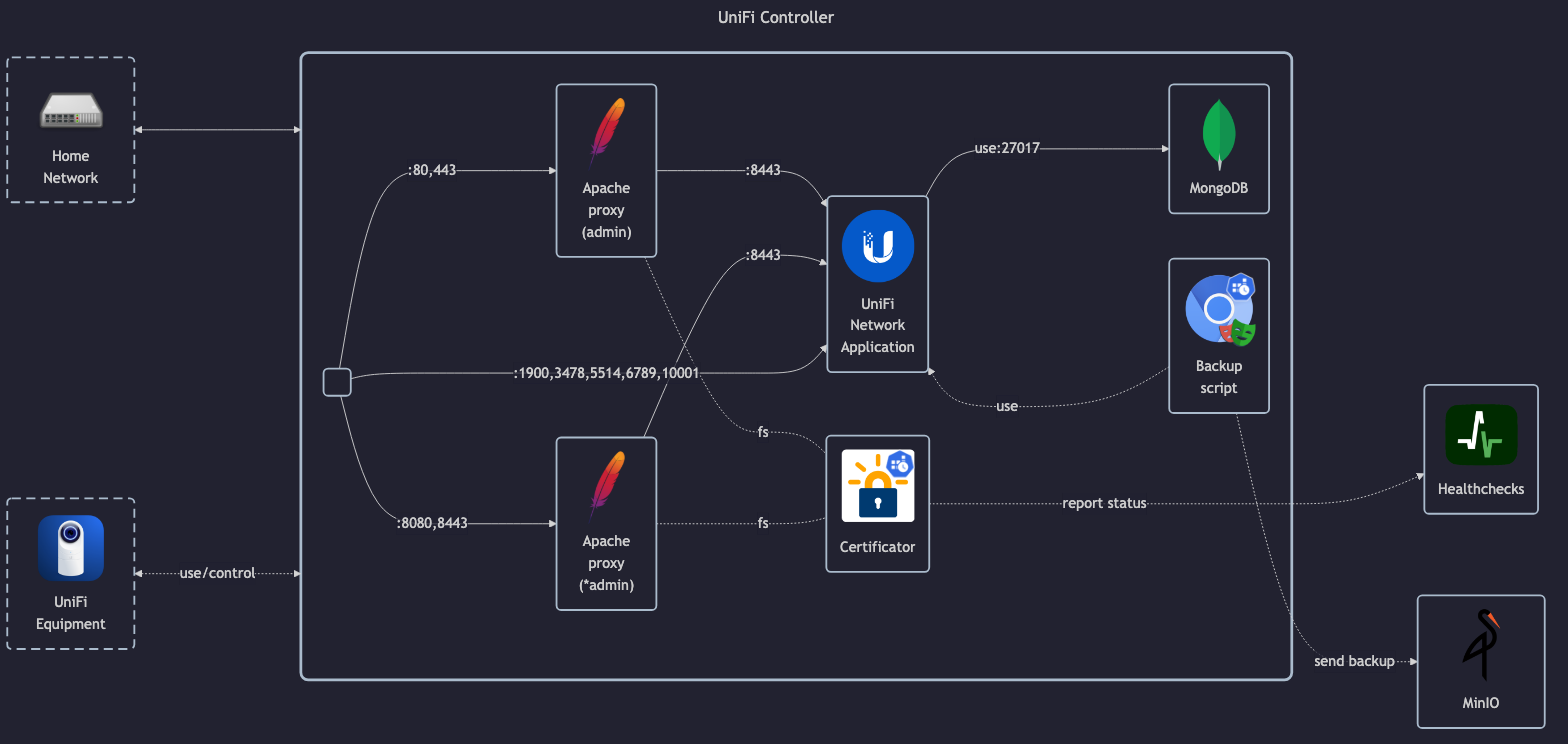 UniFi Controller
Home
Network
:80,443
Apache
proxy
(admin)
:8443
use:27017
MongoDB
:8443
UniFi
Network
Application
:1900,3478,5514,6789,10001
Backup
script
use
fs
Healthchecks
:8080,8443
Apache
proxy
(*admin)
fs
Certificator
report status
use/control
UniFi
Equipment
send backup
MinIO